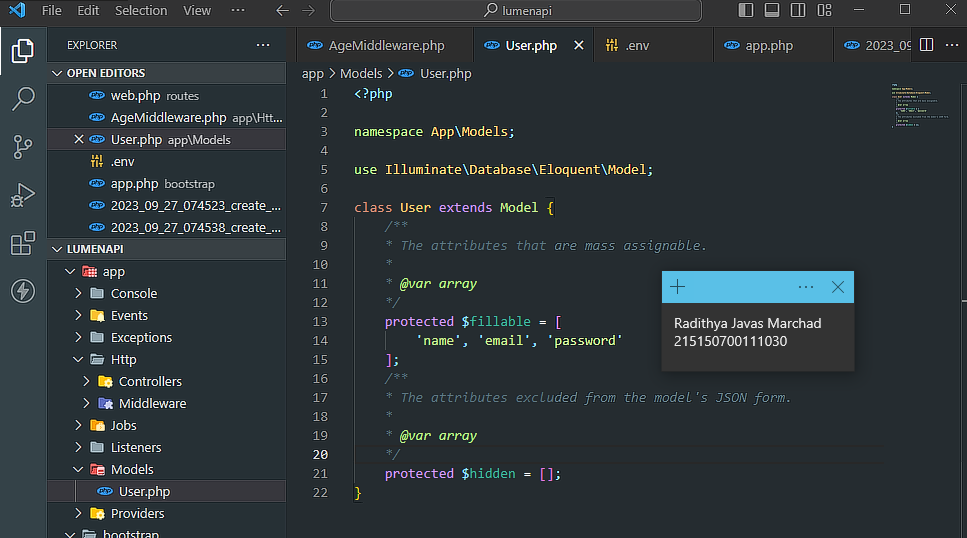 File Edit Selection View ··· lumenapi
EXPLORER ···
OPEN EDITORS
web.php routes
AgeMiddleware.php app\Htt...
User.php app\Models
.env
app.php bootstrap
2023_09_27_074523_create_...
2023_09_27_074538_create_...
LUMENAPI
app
Console
Events
Exceptions
Http
Controllers
Middleware
Jobs
Listeners
Models
User.php
Providers
bootstrap
AgeMiddleware.php User.php .env app.php 2023_09 ···
app > Models > User.php
1 <?php
2
3 namespace App\Models;
4
5 use Illuminate\Database\Eloquent\Model;
6
7 class User extends Model {
8 /**
9 * The attributes that are mass assignable.
10 *
11 * @var array
12 */
13 protected $fillable = [
14 'name', 'email', 'password'
15 ];
16 /**
17 * The attributes excluded from the model's JSON form.
18 *
19 * @var array
20 */
21 protected $hidden = [];
22 }
Radithya Javas Marchad
215150700111030